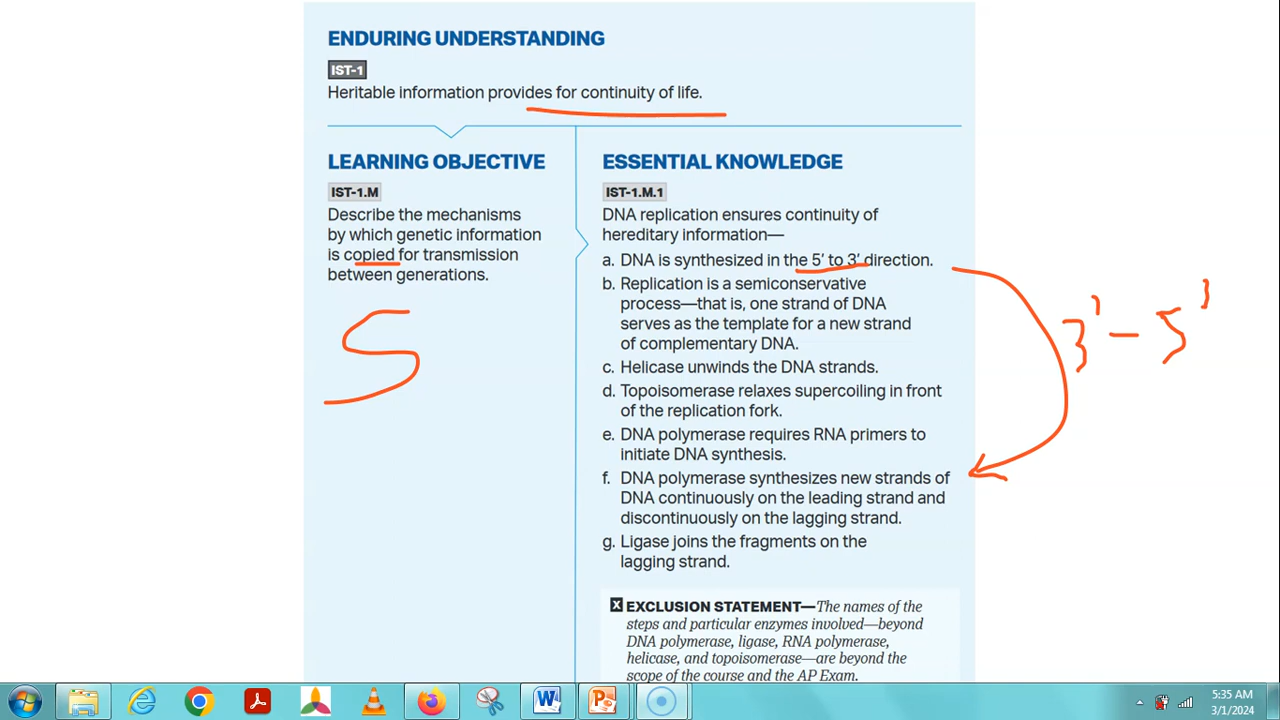 ENDURING UNDERSTANDING
IST-1
Heritable information provides for continuity of life.
LEARNING OBJECTIVE
IST-1.M
Describe the mechanisms
by which genetic information
is copied for transmission
between generations.
S
ESSENTIAL KNOWLEDGE
IST-1.M.1
DNA replication ensures continuity of
hereditary information—
a. DNA is synthesized in the 5′ to 3′ direction.
b. Replication is a semiconservative
process—that is, one strand of DNA
serves as the template for a new strand
of complementary DNA.
c. Helicase unwinds the DNA strands.
d. Topoisomerase relaxes supercoiling in front
of the replication fork.
e. DNA polymerase requires RNA primers to
initiate DNA synthesis.
f. DNA polymerase synthesizes new strands of
DNA continuously on the leading strand and
discontinuously on the lagging strand.
g. Ligase joins the fragments on the
lagging strand.
X EXCLUSION STATEMENT—The names of the
steps and particular enzymes involved—beyond
DNA polymerase, ligase, RNA polymerase,
helicase, and topoisomerase—are beyond the
scope of the course and the AP Exam.
3' – 5'
5:35 AM
3/1/2024